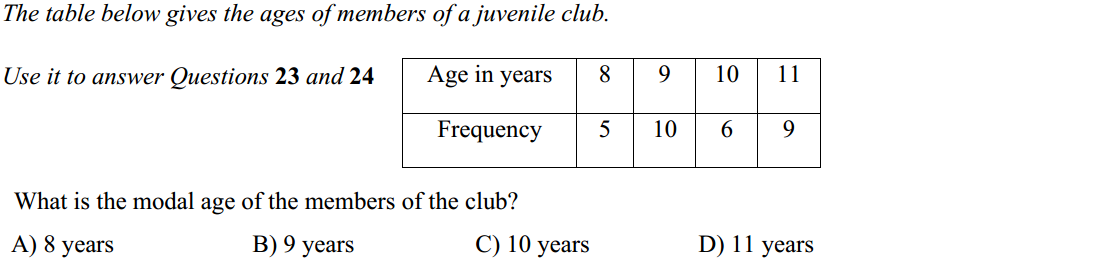 The table below gives the ages of members of a juvenile club.
Use it to answer Questions 23 and 24
Age in years 8 9 10 11
Frequency 5 10 6 9
What is the modal age of the members of the club?
A) 8 years B) 9 years C) 10 years D) 11 years